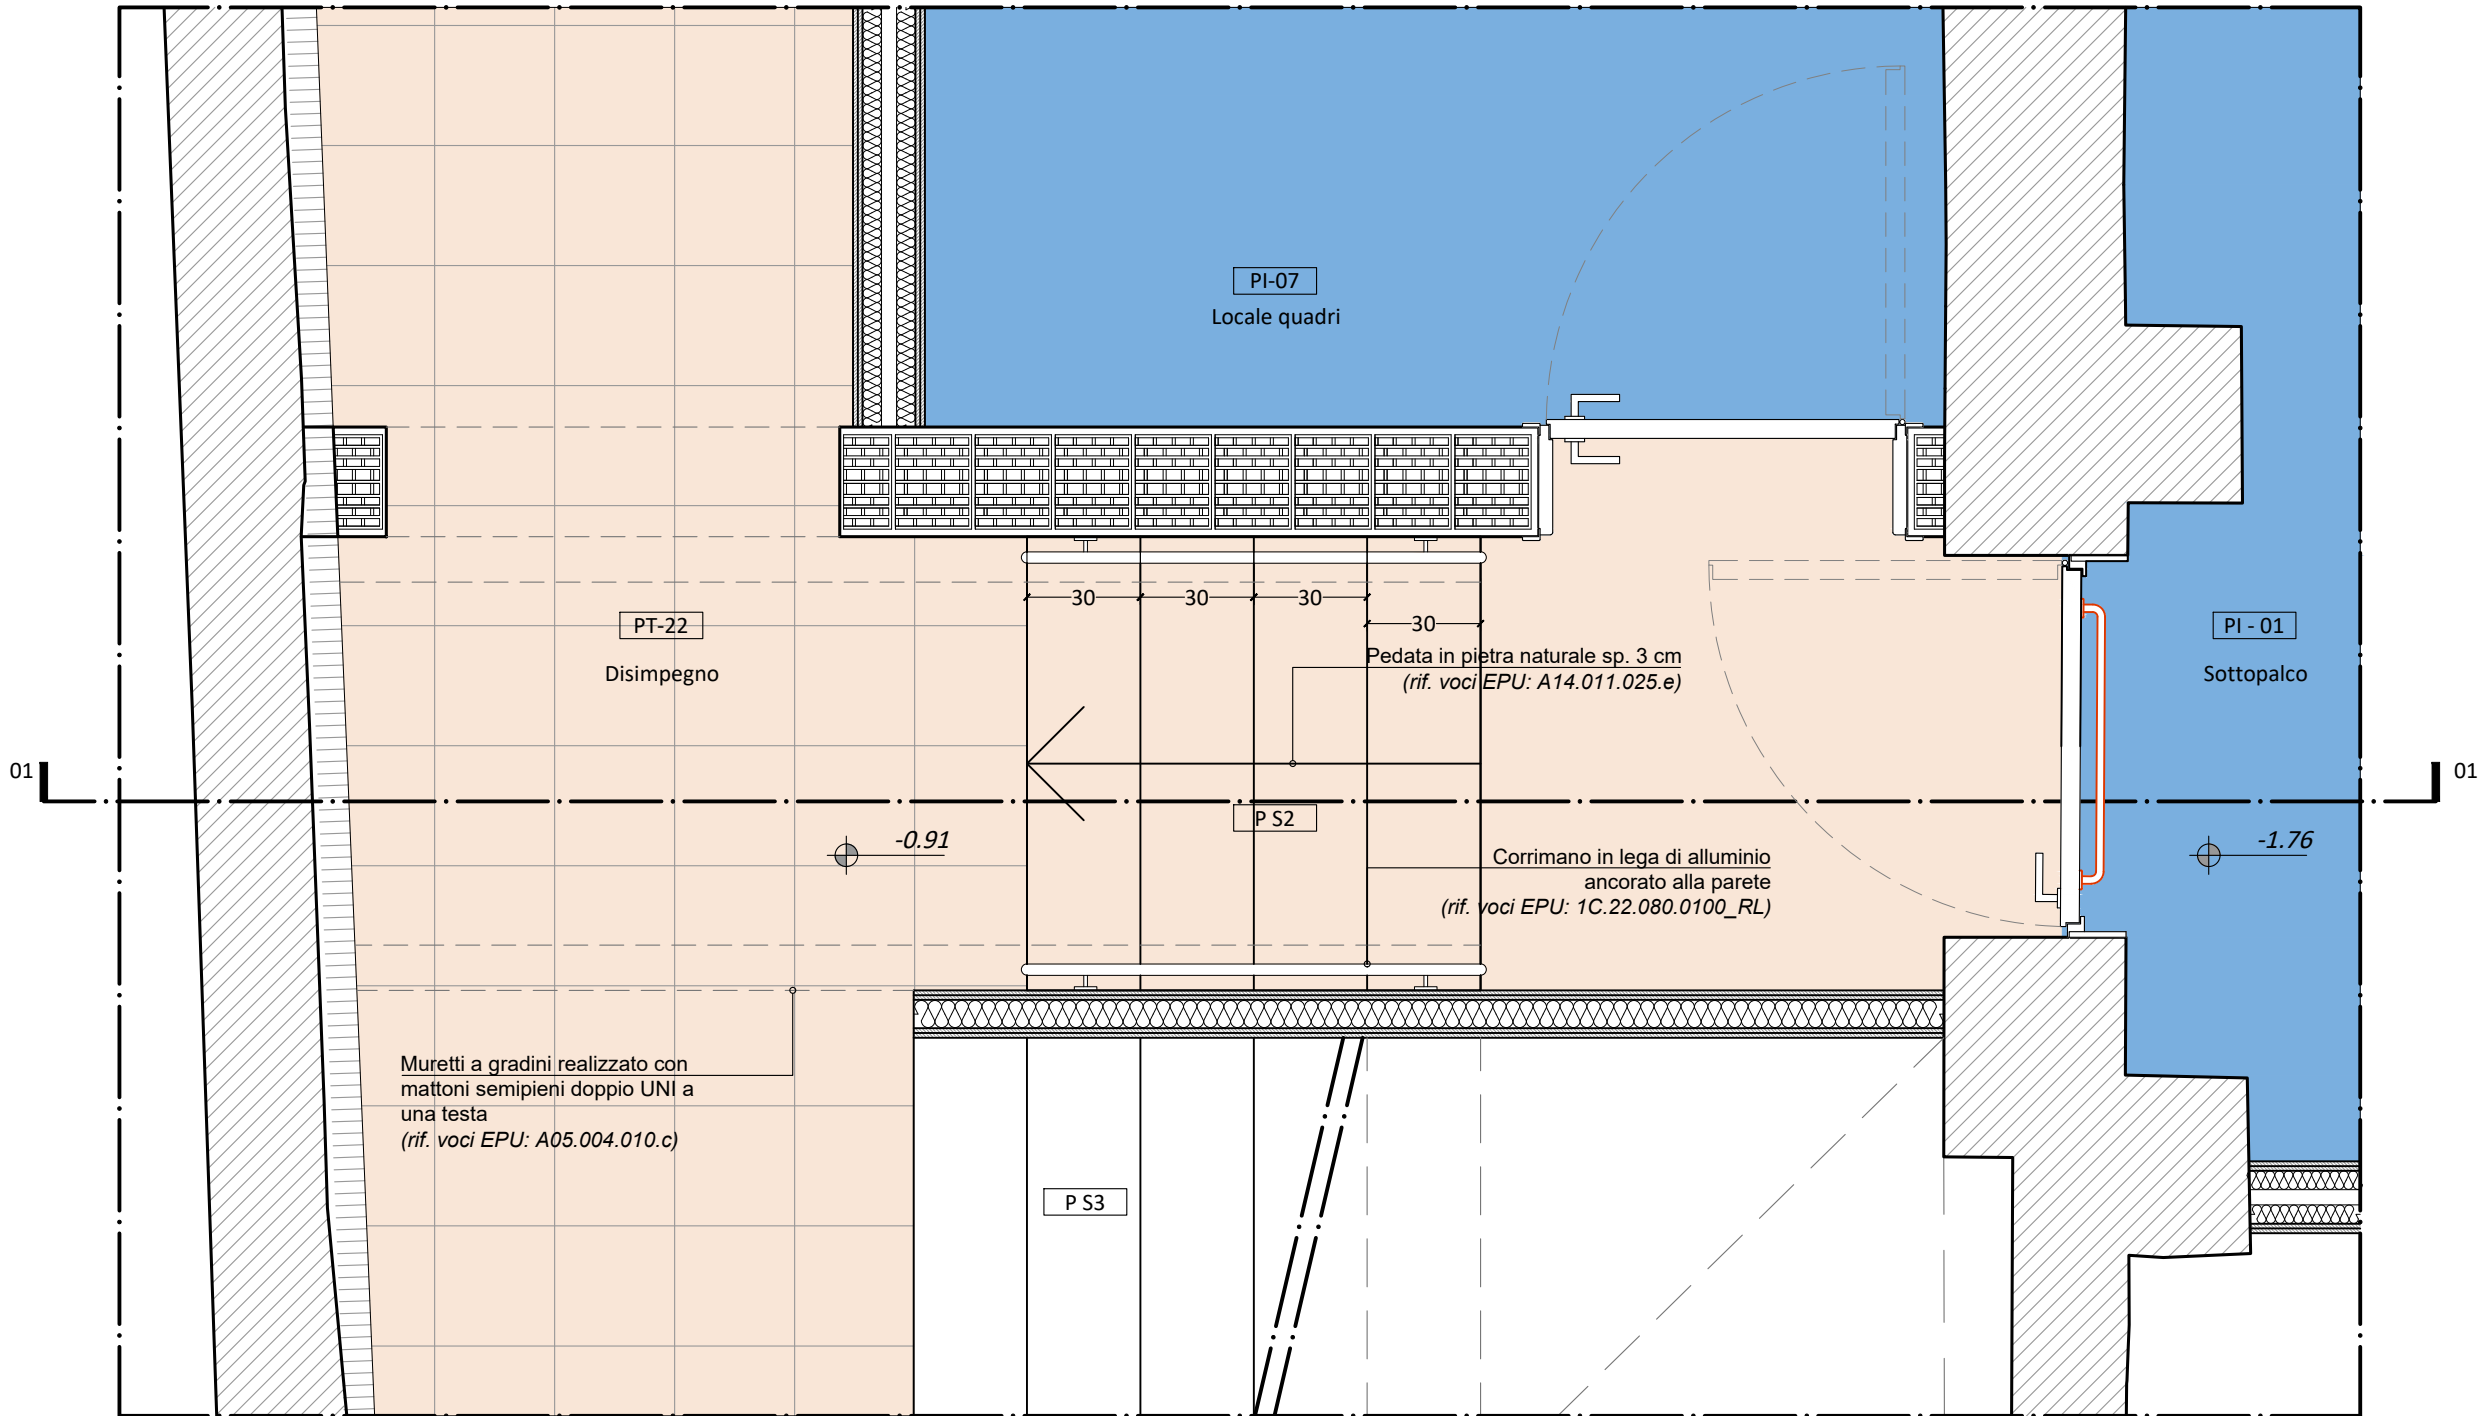 PI-07
Locale quadri
30
30
30
30
PT-22
Disimpegno
Pedata in pietra naturale sp. 3 cm
(rif. voci EPU: A14.011.025.e)
PI - 01
Sottopalco
01
01
P S2
-0.91
-1.76
Corrimano in lega di alluminio
ancorato alla parete
(rif. voci EPU: 1C.22.080.0100_RL)
Muretti a gradini realizzato con
mattoni semipieni doppio UNI a
una testa
(rif. voci EPU: A05.004.010.c)
P S3